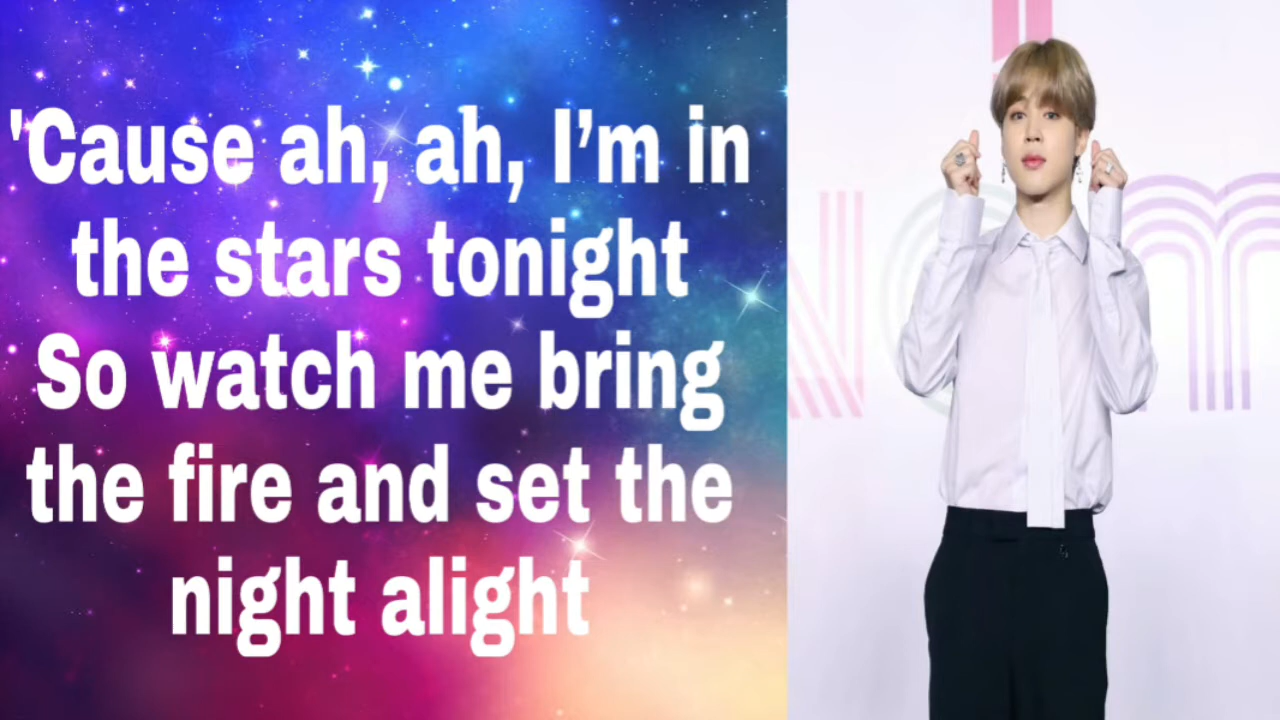 'Cause ah, ah, I’m in
the stars tonight
So watch me bring
the fire and set the
night alight